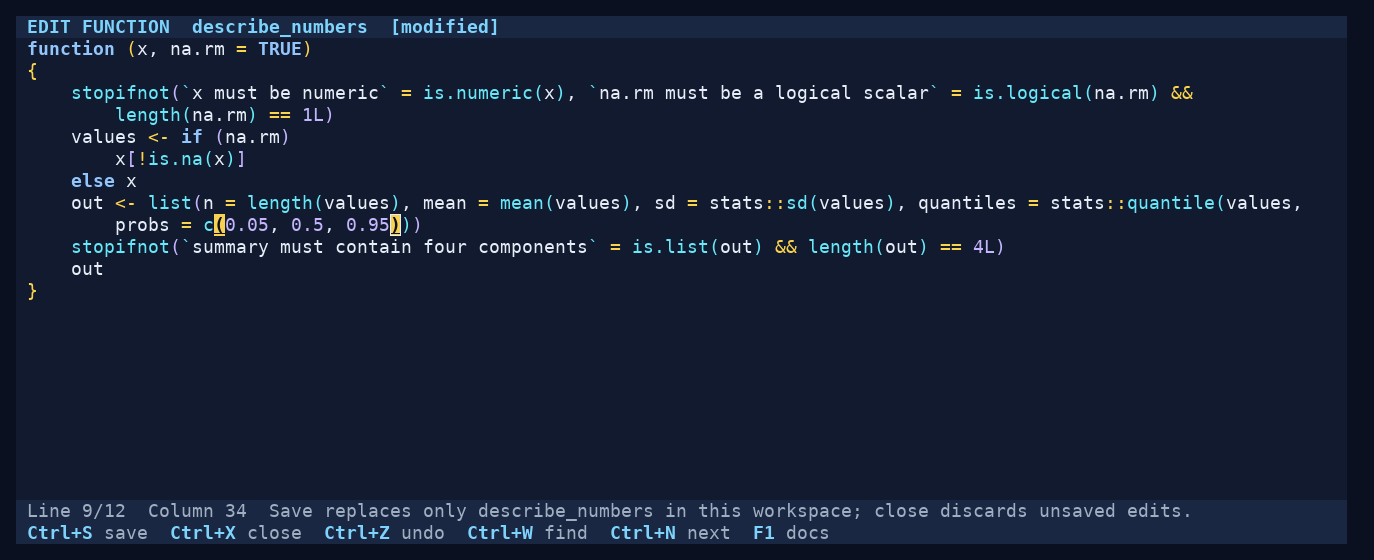 EDIT FUNCTION  describe_numbers  [modified]
function (x, na.rm = TRUE)
{
    stopifnot(`x must be numeric` = is.numeric(x), `na.rm must be a logical scalar` = is.logical(na.rm) &&
        length(na.rm) == 1L)
    values <- if (na.rm)
        x[!is.na(x)]
    else x
    out <- list(n = length(values), mean = mean(values), sd = stats::sd(values), quantiles = stats::quantile(values,
        probs = c(0.05, 0.5, 0.95)))
    stopifnot(`summary must contain four components` = is.list(out) && length(out) == 4L)
    out
}
Line 9/12  Column 34  Save replaces only describe_numbers in this workspace; close discards unsaved edits.
Ctrl+S save  Ctrl+X close  Ctrl+Z undo  Ctrl+W find  Ctrl+N next  F1 docs